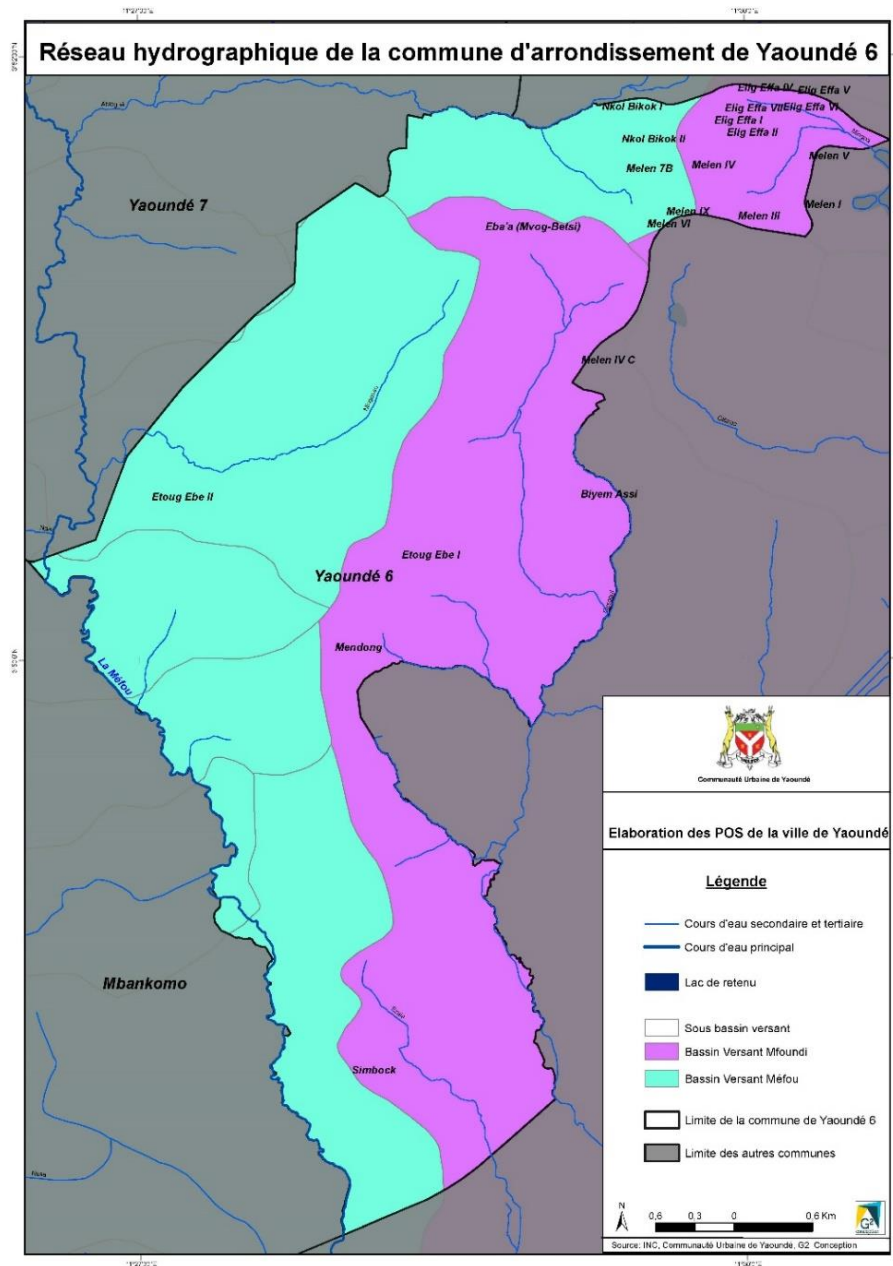 Réseau hydrographique de la commune d'arrondissement de Yaoundé 6
Elig Effa IV
Elig Effa V
Nkol Bikok I
Elig Effa VII
Elig Effa VI
Elig Effa I
Elig Effa II
Nkol Bikok Ii
Melen 7B
Melen IV
Melen V
Yaoundé 7
Melen IX
Melen IIi
Melen I
Eba'a (Mvog-Betsi)
Melen VI
Melen IV C
Etoug Ebe II
Biyem Assi
Etoug Ebe I
Yaoundé 6
Mendong
La Méfou
Mbankomo
Simbock
Communauté Urbaine de Yaoundé
Elaboration des POS de la ville de Yaoundé
Légende
Cours d'eau secondaire et tertiaire
Cours d'eau principal
Lac de retenu
Sous bassin versant
Bassin Versant Mfoundi
Bassin Versant Méfou
Limite de la commune de Yaoundé 6
Limite des autres communes
N
0,6 0,3 0 0,6 Km
G2
Source: INC, Communauté Urbaine de Yaoundé, G2 Conception